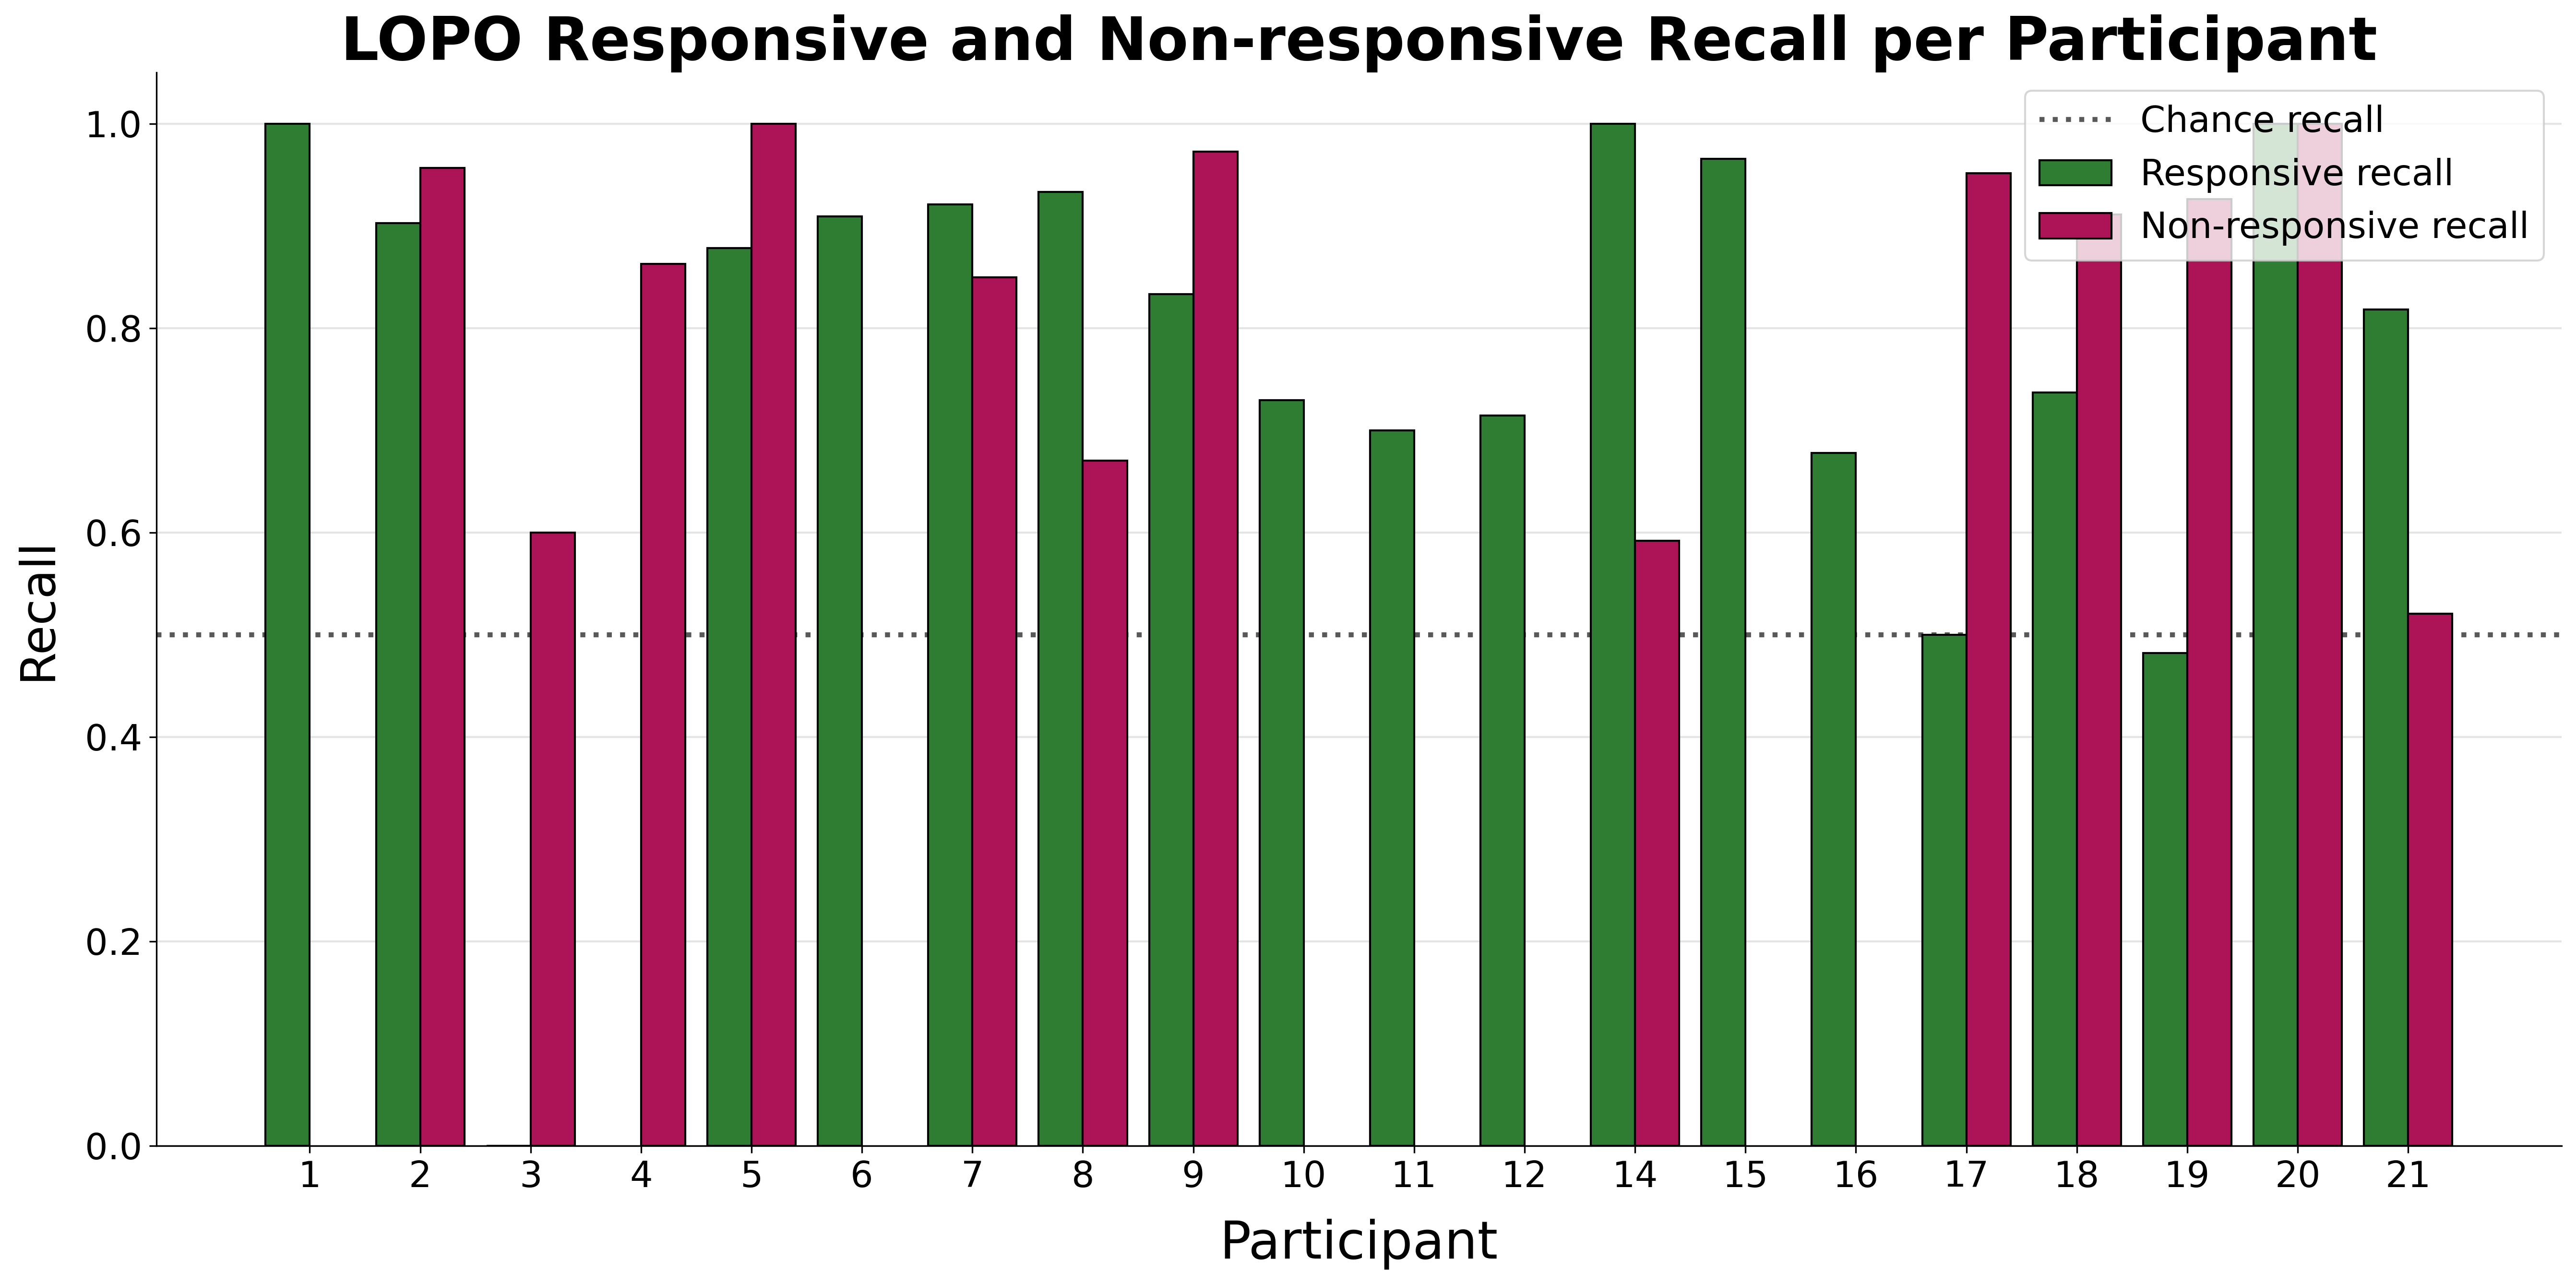 LOPO Responsive and Non-responsive Recall per Participant
Chance recall
Responsive recall
Non-responsive recall
1.0
0.8
0.6
0.4
0.2
0.0
Recall
1 2 3 4 5 6 7 8 9 10 11 12 14 15 16 17 18 19 20 21
Participant